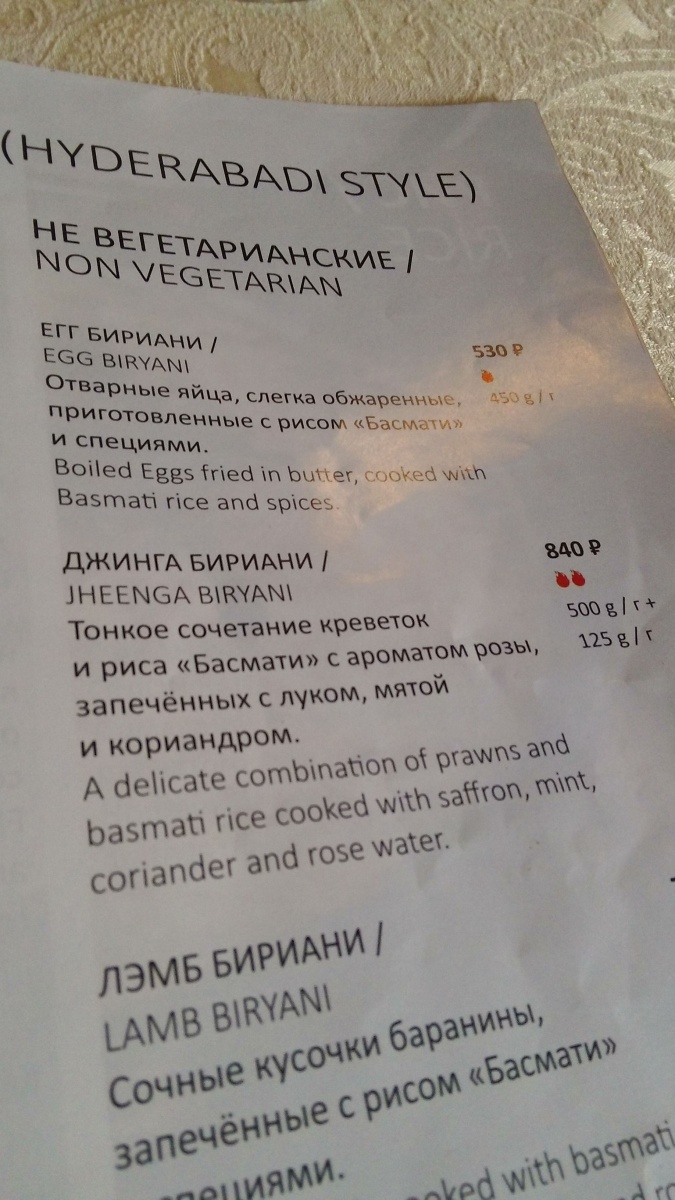 (HYDERABADI STYLE)
НЕ ВЕГЕТАРИАНСКИЕ /
NON VEGETARIAN
ЕГГ БИРИАНИ /
EGG BIRYANI
530 ₽
Отварные яйца, слегка обжаренные,
450 g / г
приготовленные с рисом «Басмати»
и специями.
Boiled Eggs fried in butter, cooked with
Basmati rice and spices.
ДЖИНГА БИРИАНИ /
840 ₽
JHEENGA BIRYANI
Тонкое сочетание креветок
500 g / г +
и риса «Басмати» с ароматом розы,
125 g / г
запечённых с луком, мятой
и кориандром.
A delicate combination of prawns and
basmati rice cooked with saffron, mint,
coriander and rose water.
ЛЭМБ БИРИАНИ /
LAMB BIRYANI
Сочные кусочки баранины,
запечённые с рисом «Басмати»
специями.
cooked with basmati